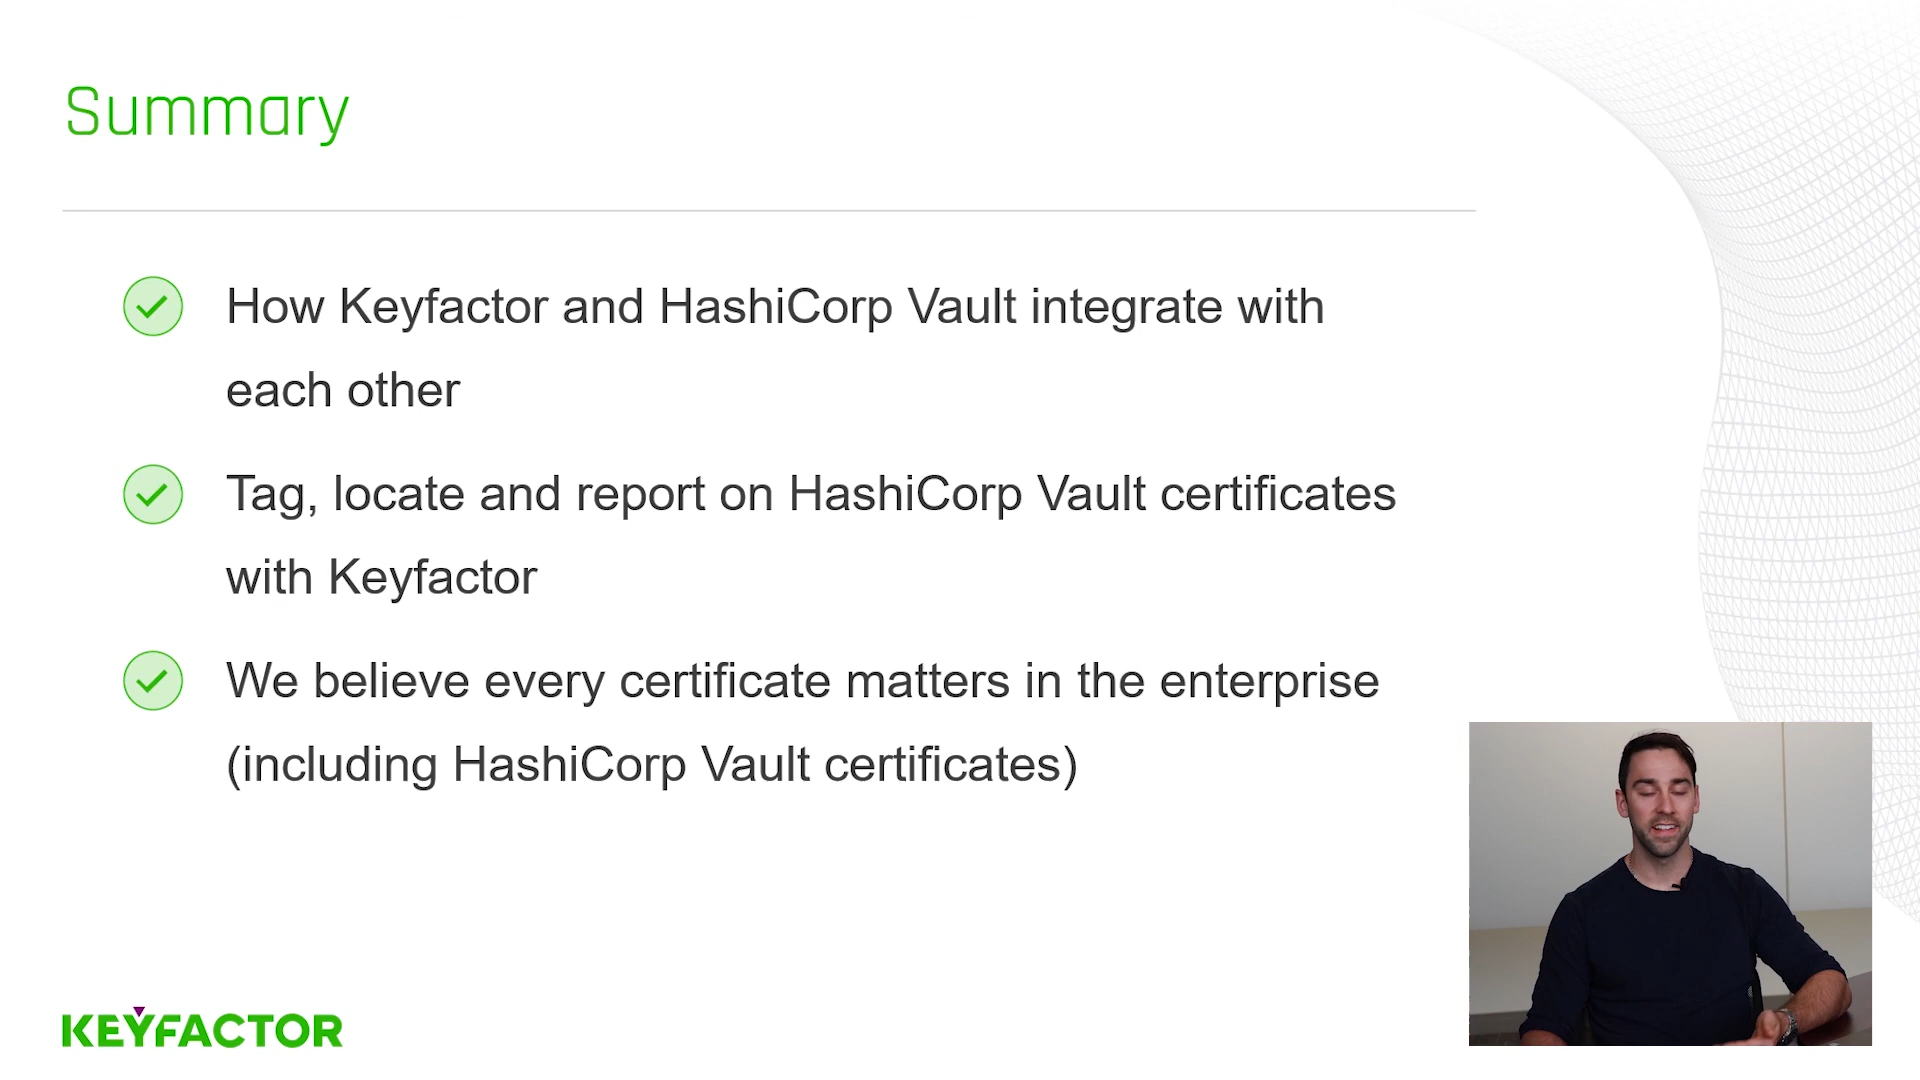 Summary
How Keyfactor and HashiCorp Vault integrate with
each other
Tag, locate and report on HashiCorp Vault certificates
with Keyfactor
We believe every certificate matters in the enterprise
(including HashiCorp Vault certificates)
KEYFACTOR